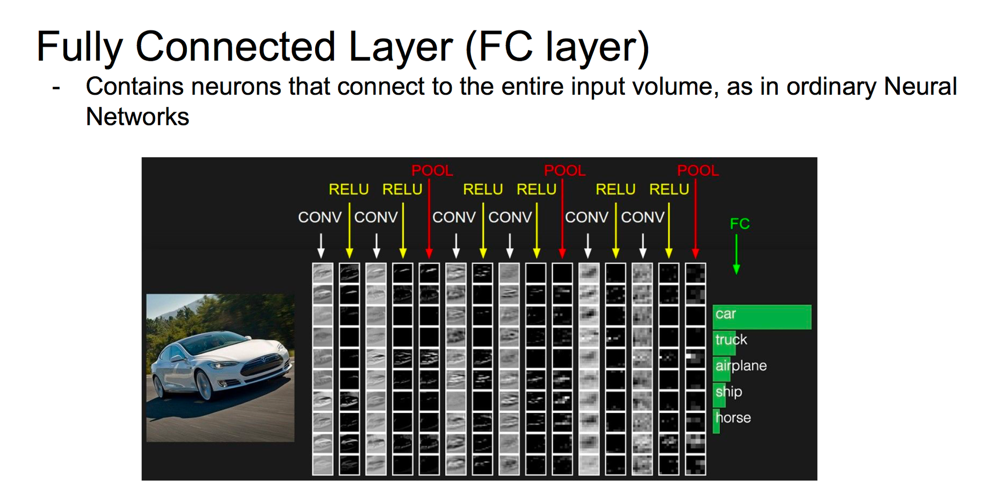 Fully Connected Layer (FC layer)
- Contains neurons that connect to the entire input volume, as in ordinary Neural
Networks
POOL POOL POOL
RELU RELU RELU RELU RELU RELU
CONV CONV CONV CONV CONV CONV
FC
car
truck
airplane
ship
horse